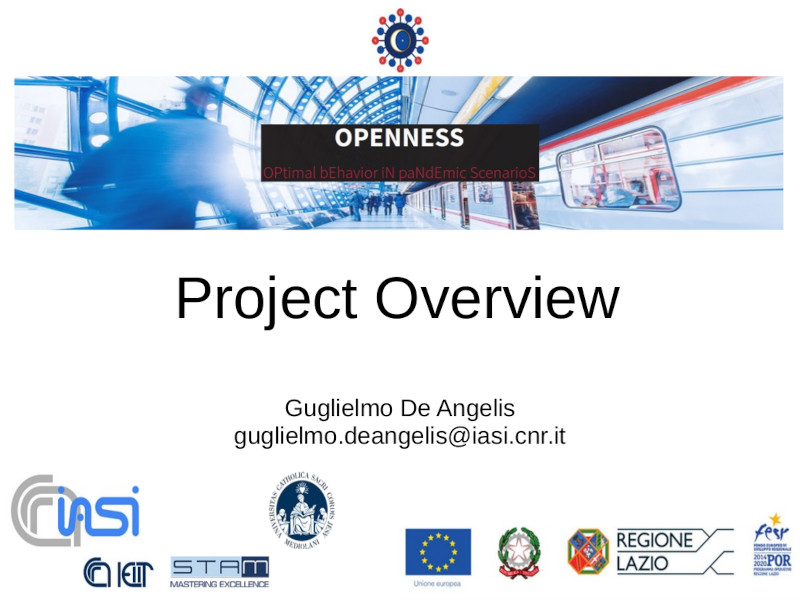 OPENNESS
OPtimal bEhavior iN paNdEmic ScenarioS
Project Overview
Guglielmo De Angelis
guglielmo.deangelis@iasi.cnr.it
iasi
UNIVERSITAS CATHOLICA SACRI CORDIS JESU
MEDIOLANI
IEIIT
STAM
MASTERING EXCELLENCE
Unione europea
REGIONE
LAZIO
fesr
FONDO EUROPEO DI
SVILUPPO REGIONALE
2014
2020 POR
PROGRAMMA OPERATIVO
REGIONE LAZIO